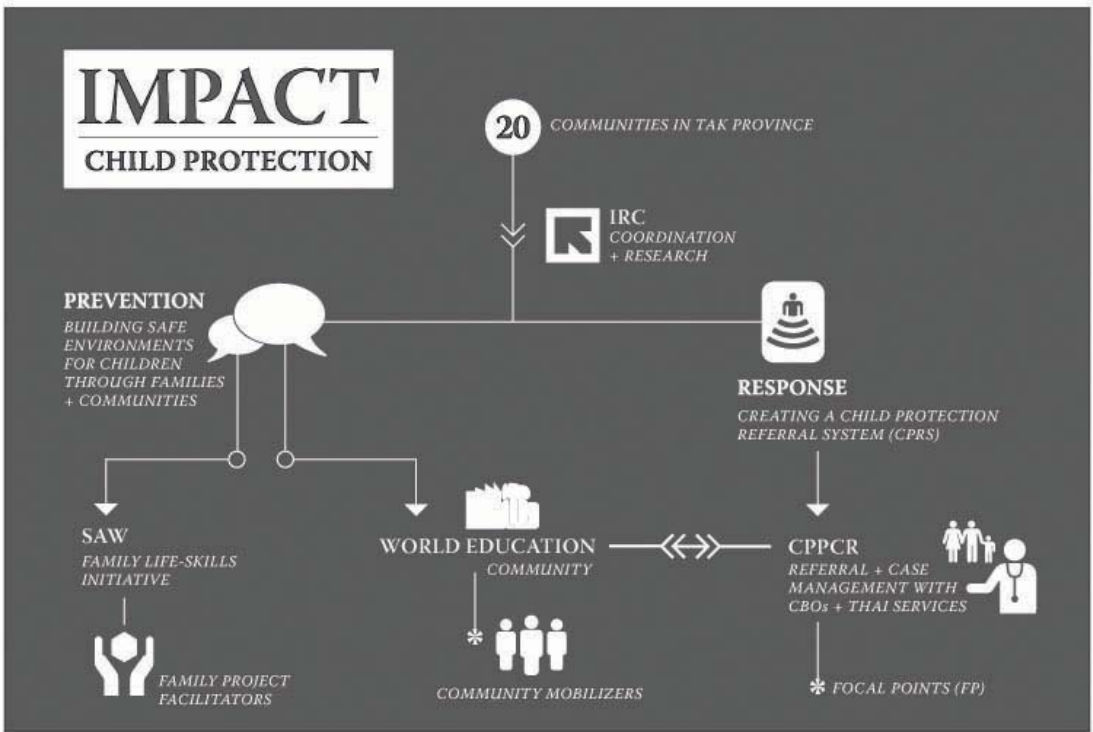 IMPACT
CHILD PROTECTION
20
COMMUNITIES IN TAK PROVINCE
IRC
COORDINATION
+ RESEARCH
PREVENTION
BUILDING SAFE
ENVIRONMENTS
FOR CHILDREN
THROUGH FAMILIES
+ COMMUNITIES
RESPONSE
CREATING A CHILD PROTECTION
REFERRAL SYSTEM (CPRS)
SAW
FAMILY LIFE-SKILLS
INITIATIVE
FAMILY PROJECT
FACILITATORS
WORLD EDUCATION
COMMUNITY
* COMMUNITY MOBILIZERS
CPPCR
REFERRAL + CASE
MANAGEMENT WITH
CBOs + THAI SERVICES
* FOCAL POINTS (FP)